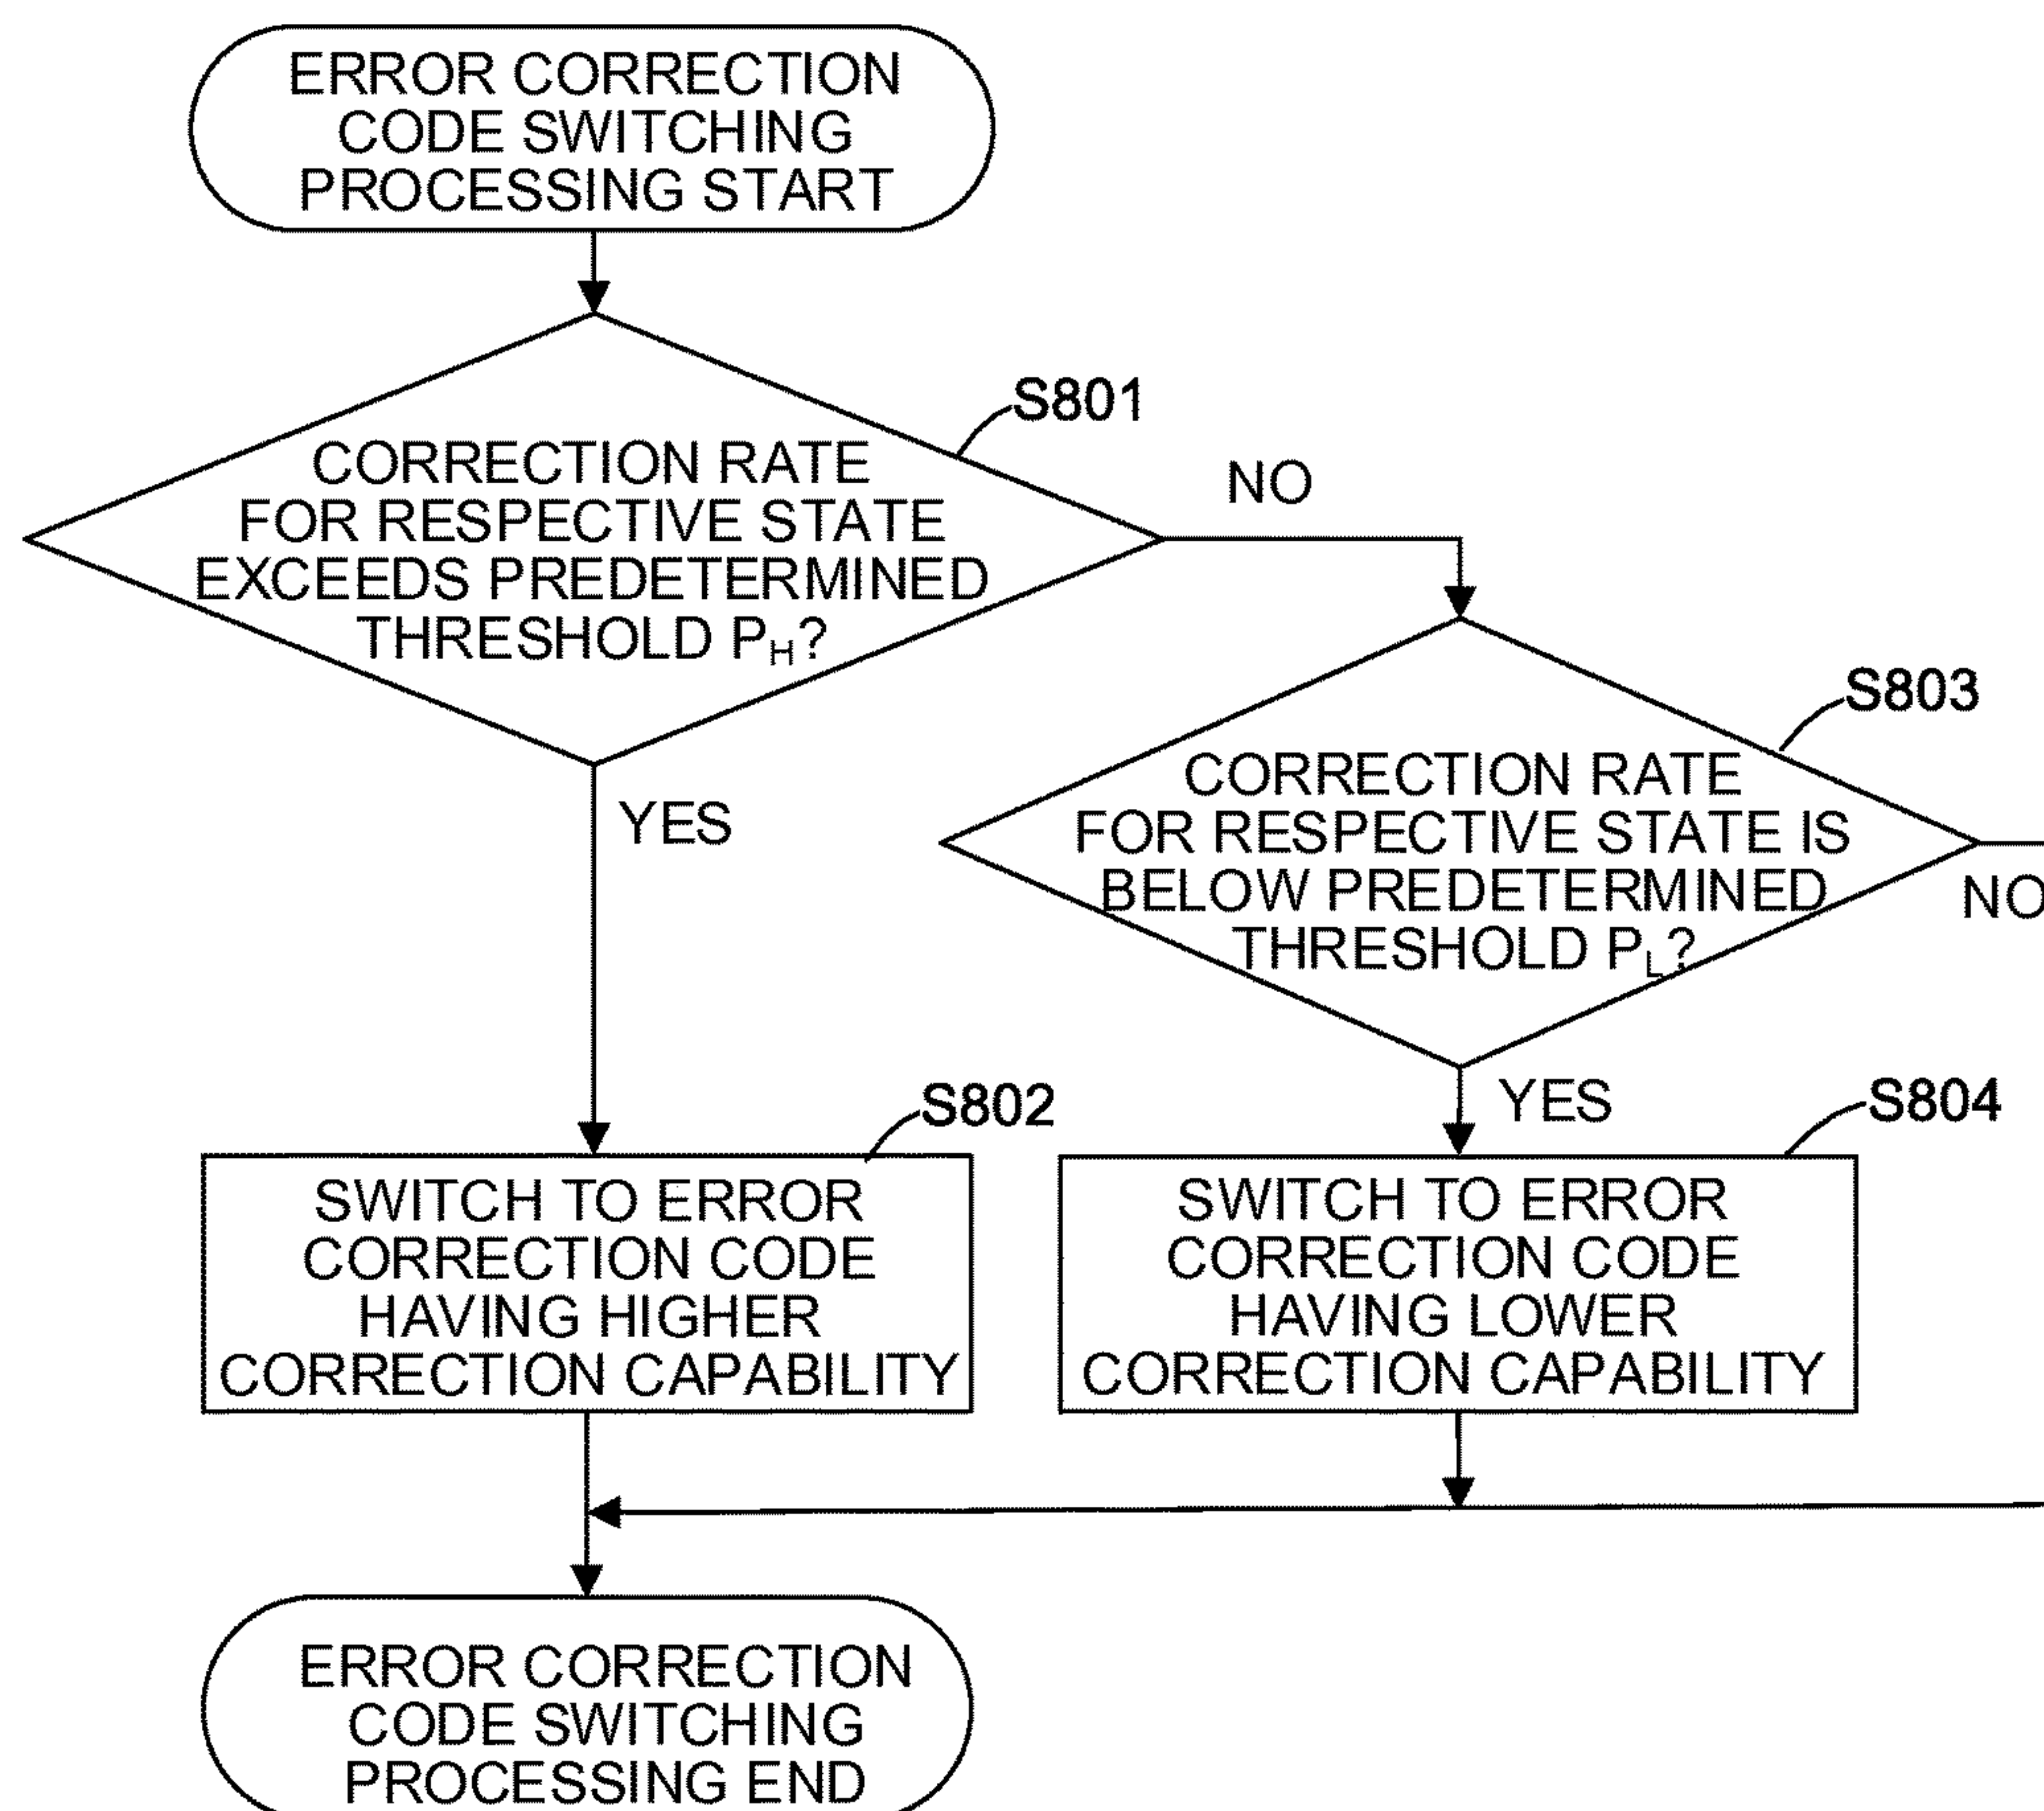 ERROR CORRECTION
CODE SWITCHING
PROCESSING START
S801
CORRECTION RATE
FOR RESPECTIVE STATE
EXCEEDS PREDETERMINED
THRESHOLD PH?
NO
YES
S803
CORRECTION RATE
FOR RESPECTIVE STATE IS
BELOW PREDETERMINED
THRESHOLD PL?
NO
YES
S802
SWITCH TO ERROR
CORRECTION CODE
HAVING HIGHER
CORRECTION CAPABILITY
S804
SWITCH TO ERROR
CORRECTION CODE
HAVING LOWER
CORRECTION CAPABILITY
ERROR CORRECTION
CODE SWITCHING
PROCESSING END